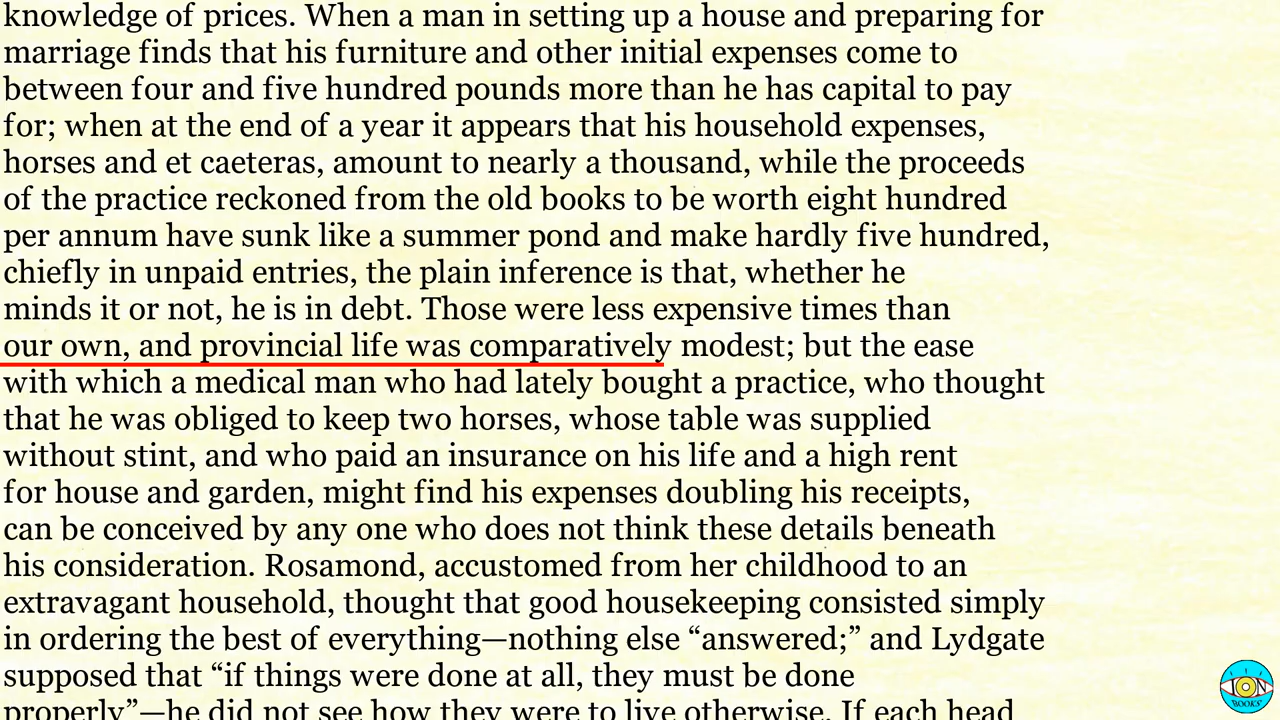 knowledge of prices. When a man in setting up a house and preparing for
marriage finds that his furniture and other initial expenses come to
between four and five hundred pounds more than he has capital to pay
for; when at the end of a year it appears that his household expenses,
horses and et caeteras, amount to nearly a thousand, while the proceeds
of the practice reckoned from the old books to be worth eight hundred
per annum have sunk like a summer pond and make hardly five hundred,
chiefly in unpaid entries, the plain inference is that, whether he
minds it or not, he is in debt. Those were less expensive times than
our own, and provincial life was comparatively modest; but the ease
with which a medical man who had lately bought a practice, who thought
that he was obliged to keep two horses, whose table was supplied
without stint, and who paid an insurance on his life and a high rent
for house and garden, might find his expenses doubling his receipts,
can be conceived by any one who does not think these details beneath
his consideration. Rosamond, accustomed from her childhood to an
extravagant household, thought that good housekeeping consisted simply
in ordering the best of everything—nothing else “answered;” and Lydgate
supposed that “if things were done at all, they must be done
properly”—he did not see how they were to live otherwise. If each head
ION
BOOKS